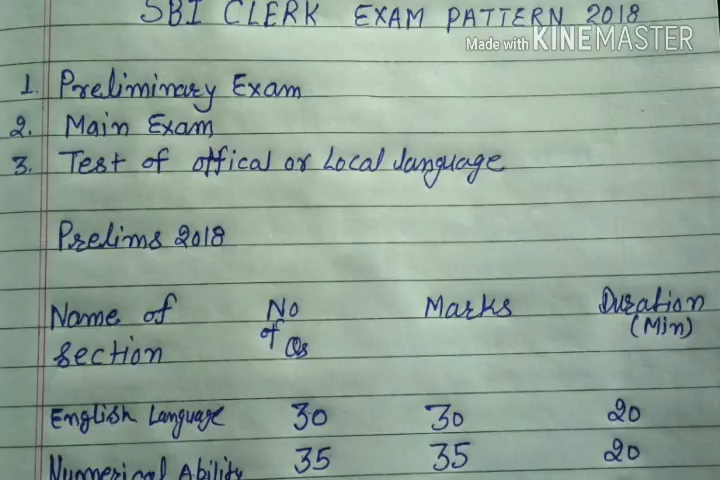 SBI CLERK EXAM PATTERN 2018
Made with KINEMASTER
1. Preliminary Exam
2. Main Exam
3. Test of offical or Local language
Prelims 2018
Name of section No of Qs Marks Duration (Min)
English Language 30 30 20
Numerical Ability 35 35 20